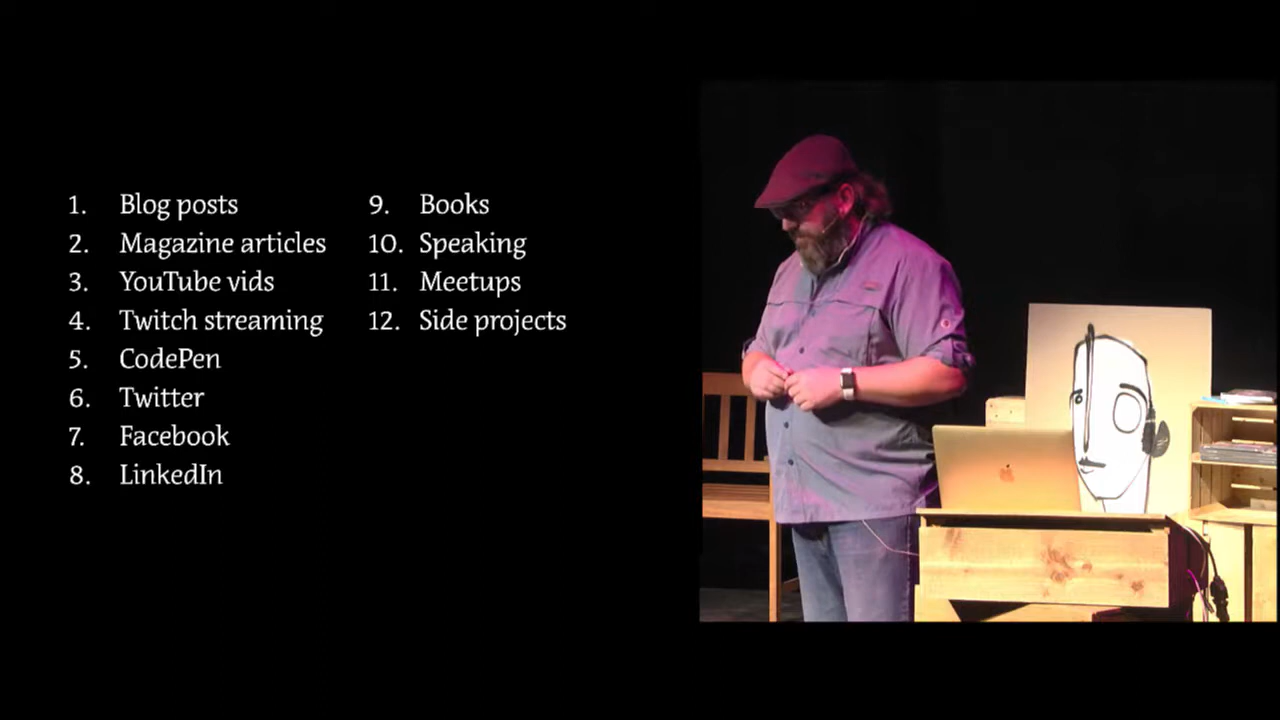 1. Blog posts
2. Magazine articles
3. YouTube vids
4. Twitch streaming
5. CodePen
6. Twitter
7. Facebook
8. LinkedIn
9. Books
10. Speaking
11. Meetups
12. Side projects